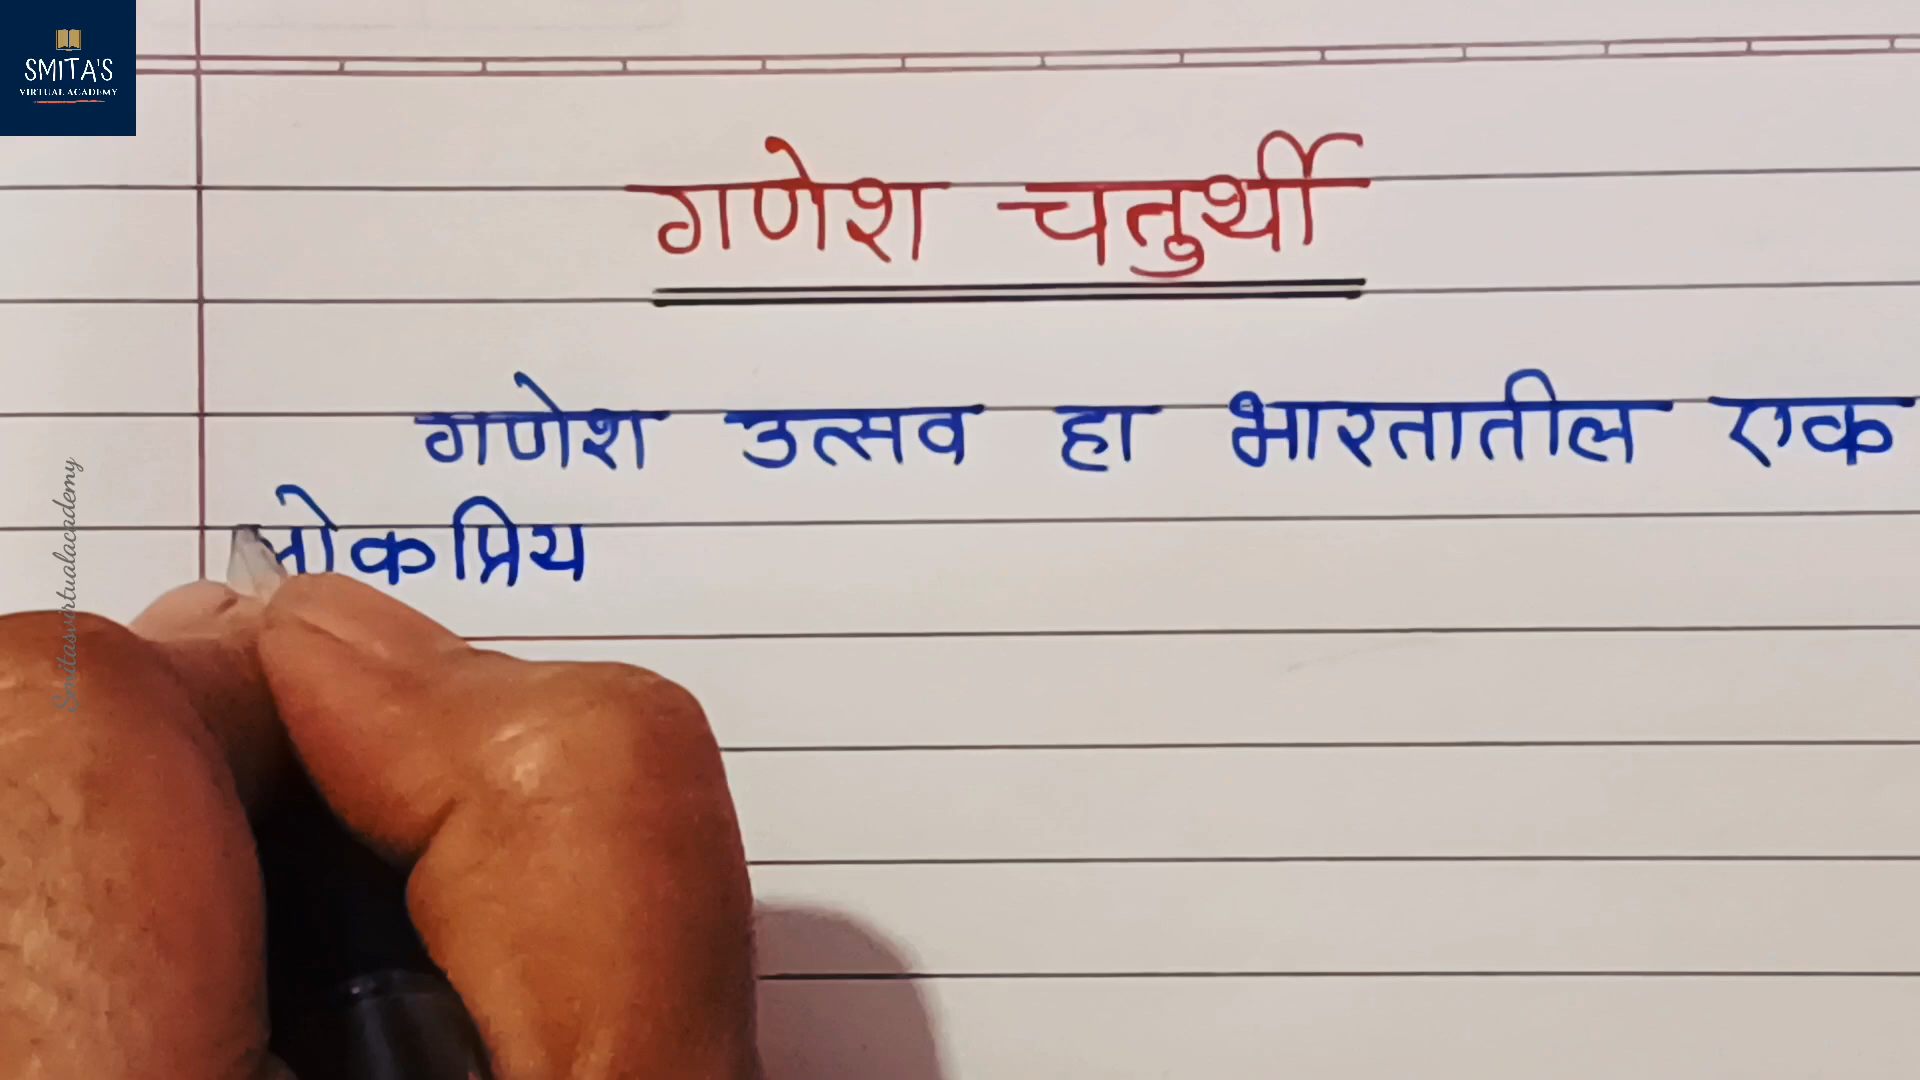 SMITA'S
VIRTUAL ACADEMY
गणेश चतुर्थी
गणेश उत्सव हा भारतातील एक
लोकप्रिय
Smitasvirtualacademy